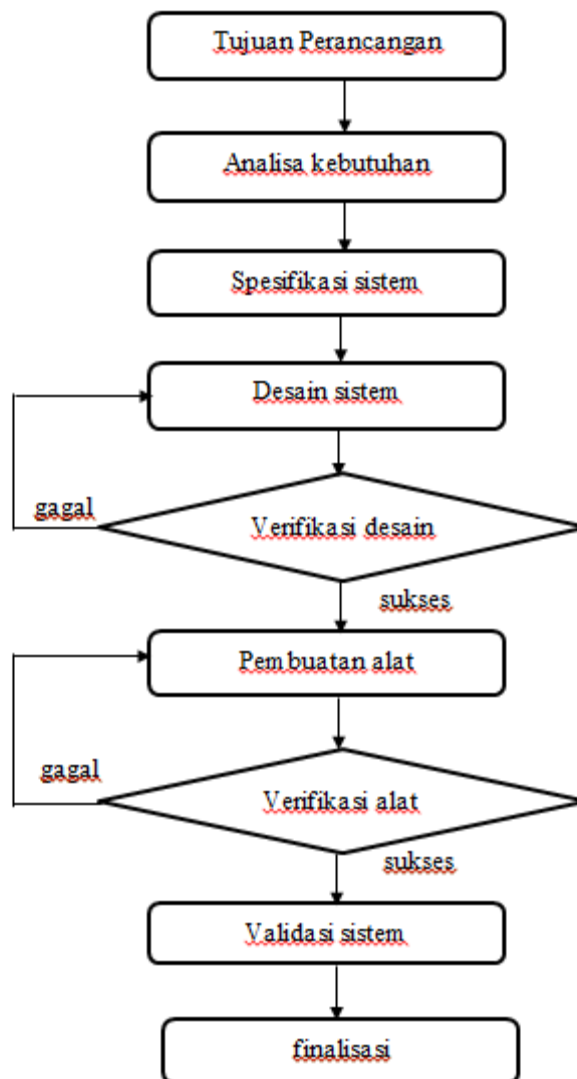 Tujuan Perancangan
Analisa kebutuhan
Spesifikasi sistem
Desain sistem
gagal
Verifikasi desain
sukses
Pembuatan alat
gagal
Verifikasi alat
sukses
Validasi sistem
finalisasi